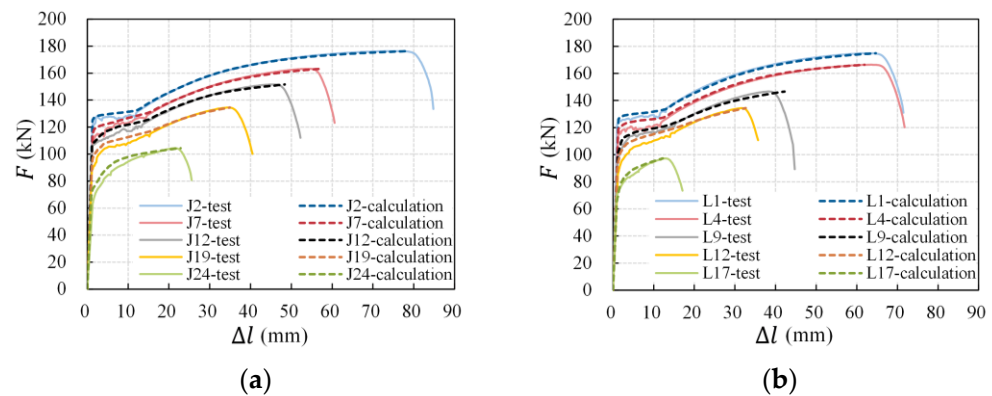 200
180
160
140
120
100
80
60
40
20
0
F (kN)
J2-test J2-calculation
J7-test J7-calculation
J12-test J12-calculation
J19-test J19-calculation
J24-test J24-calculation
0 10 20 30 40 50 60 70 80 90
Δl (mm)
(a)
200
180
160
140
120
100
80
60
40
20
0
F (kN)
L1-test L1-calculation
L4-test L4-calculation
L9-test L9-calculation
L12-test L12-calculation
L17-test L17-calculation
0 10 20 30 40 50 60 70 80 90
Δl (mm)
(b)